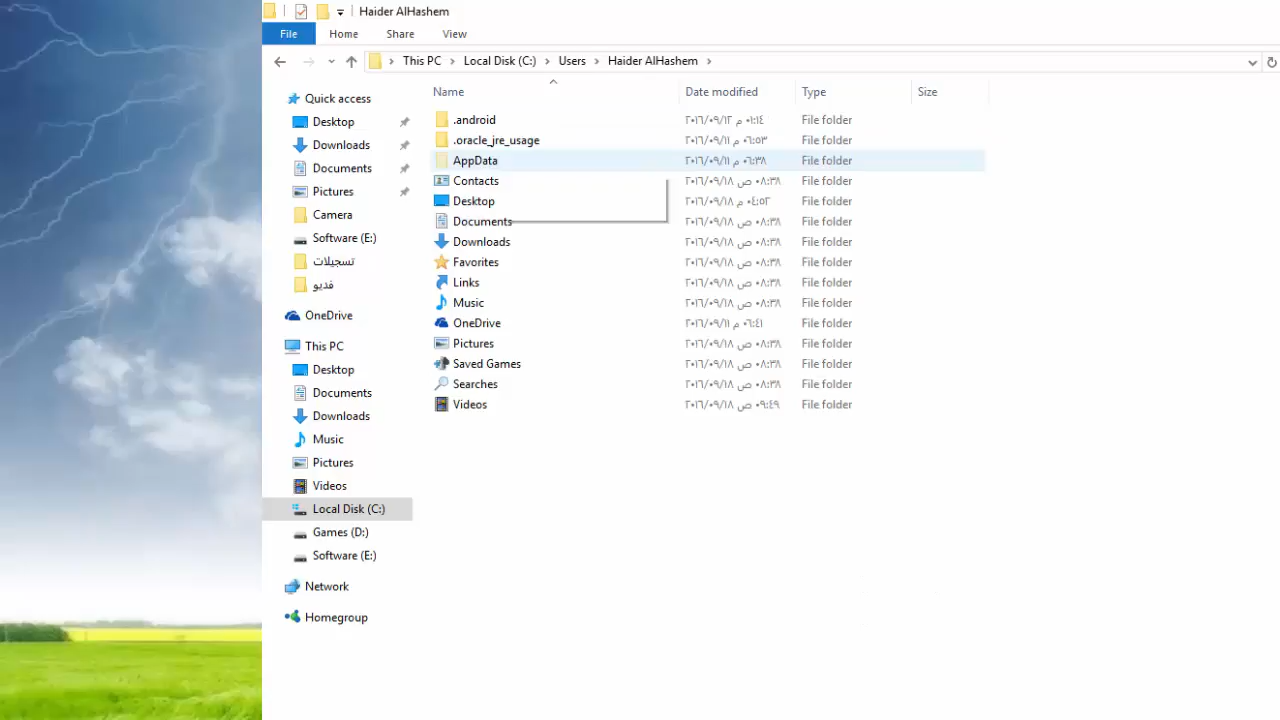 Haider AlHashem
File Home Share View
This PC Local Disk (C:) Users Haider AlHashem
Quick access
Desktop
Downloads
Documents
Pictures
Camera
Software (E:)
تسجيلات
فديو
OneDrive
This PC
Desktop
Documents
Downloads
Music
Pictures
Videos
Local Disk (C:)
Games (D:)
Software (E:)
Network
Homegroup
Name Date modified Type Size
.android ٢٠١٦/٠٩/١٢ ٠١:١٤ م File folder
.oracle_jre_usage ٢٠١٦/٠٩/١١ ٠٦:٥٣ م File folder
AppData ٢٠١٦/٠٩/١١ ٠٦:٣٨ م File folder
Contacts ٢٠١٦/٠٩/١٨ ٠٨:٣٨ ص File folder
Desktop ٢٠١٦/٠٩/١٨ ٠٤:٥٢ م File folder
Documents ٢٠١٦/٠٩/١٨ ٠٨:٣٨ ص File folder
Downloads ٢٠١٦/٠٩/١٨ ٠٨:٣٨ ص File folder
Favorites ٢٠١٦/٠٩/١٨ ٠٨:٣٨ ص File folder
Links ٢٠١٦/٠٩/١٨ ٠٨:٣٨ ص File folder
Music ٢٠١٦/٠٩/١٨ ٠٨:٣٨ ص File folder
OneDrive ٢٠١٦/٠٩/١١ ٠٦:٤١ م File folder
Pictures ٢٠١٦/٠٩/١٨ ٠٨:٣٨ ص File folder
Saved Games ٢٠١٦/٠٩/١٨ ٠٨:٣٨ ص File folder
Searches ٢٠١٦/٠٩/١٨ ٠٨:٣٨ ص File folder
Videos ٢٠١٦/٠٩/١٨ ٠٩:٤٩ ص File folder